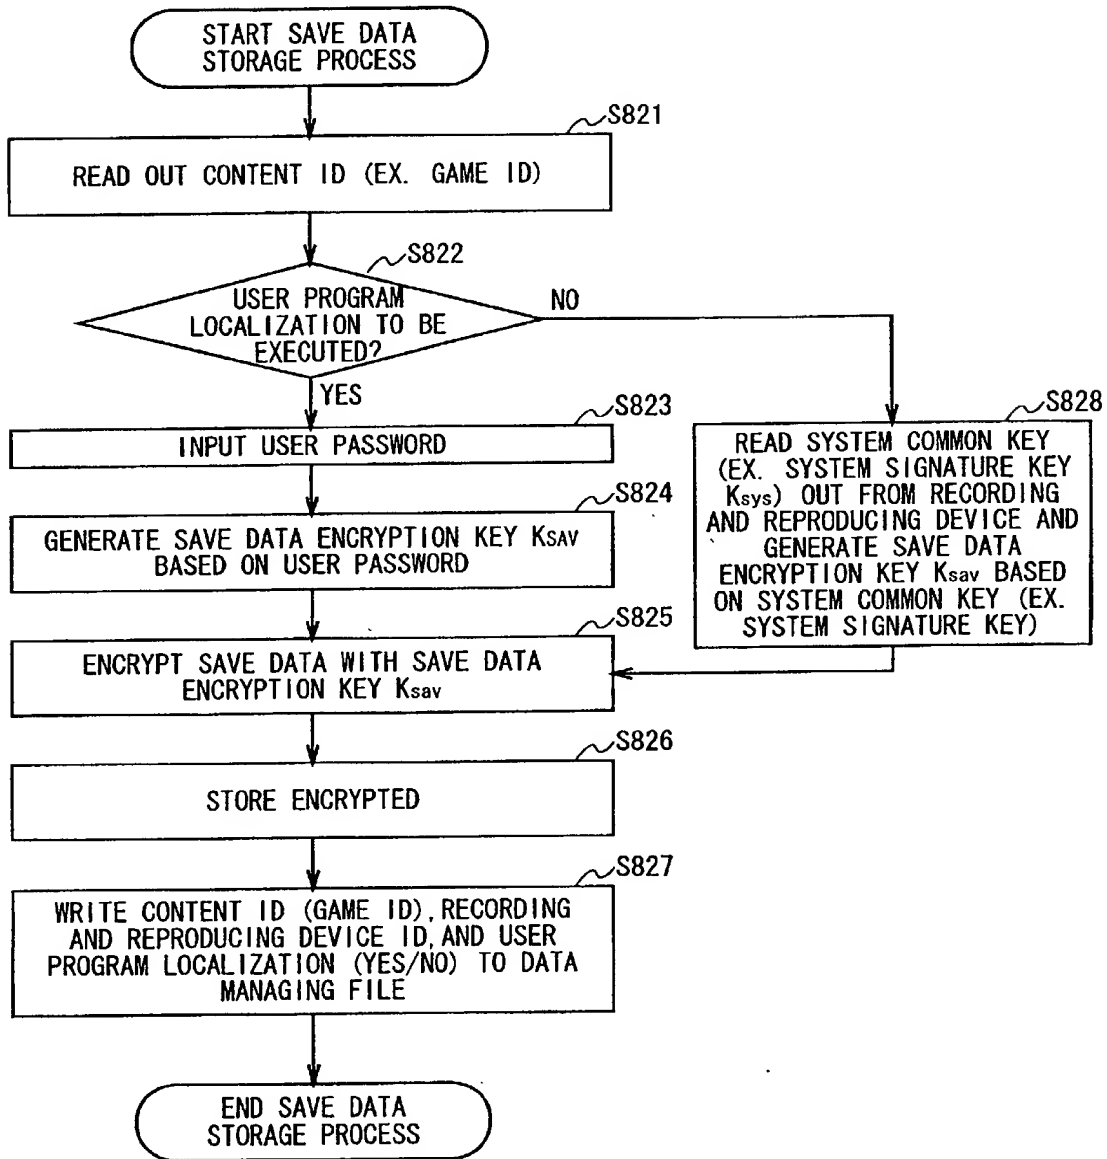 START SAVE DATA
STORAGE PROCESS
S821
READ OUT CONTENT ID (EX. GAME ID)
S822
USER PROGRAM
LOCALIZATION TO BE
EXECUTED?
NO
YES
S823
INPUT USER PASSWORD
S824
GENERATE SAVE DATA ENCRYPTION KEY KSAV
BASED ON USER PASSWORD
S828
READ SYSTEM COMMON KEY
(EX. SYSTEM SIGNATURE KEY
Ksys) OUT FROM RECORDING
AND REPRODUCING DEVICE AND
GENERATE SAVE DATA
ENCRYPTION KEY Ksav BASED
ON SYSTEM COMMON KEY (EX.
SYSTEM SIGNATURE KEY)
S825
ENCRYPT SAVE DATA WITH SAVE DATA
ENCRYPTION KEY Ksav
S826
STORE ENCRYPTED
S827
WRITE CONTENT ID (GAME ID), RECORDING
AND REPRODUCING DEVICE ID, AND USER
PROGRAM LOCALIZATION (YES/NO) TO DATA
MANAGING FILE
END SAVE DATA
STORAGE PROCESS